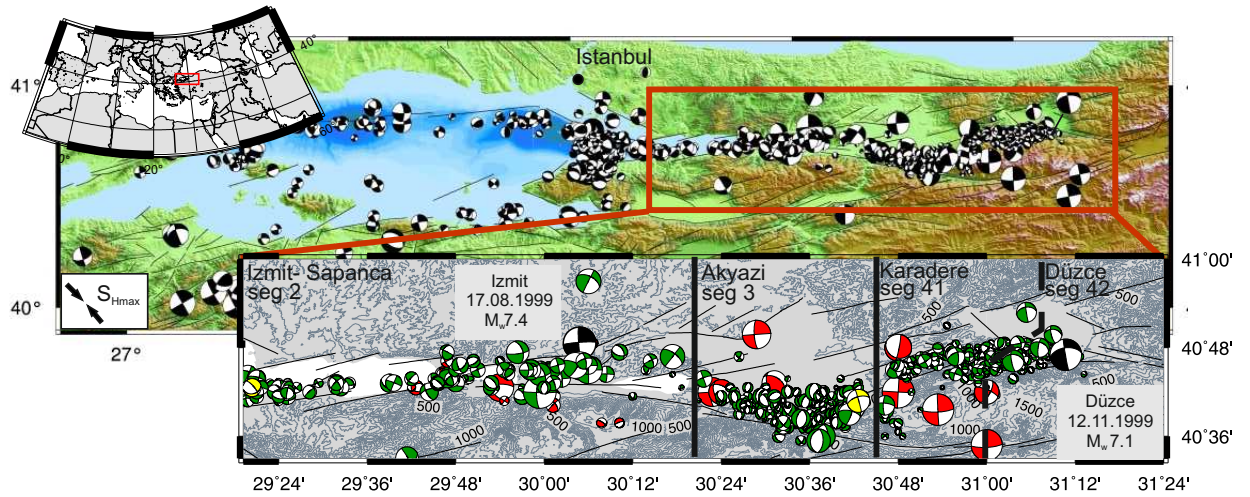 40°
Istanbul
41°
60°
0°
20°
Izmit- Sapanca
seg 2
Izmit
17.08.1999
Mw7.4
Akyazi
seg 3
Karadere
seg 41
Düzce
seg 42
500
500
41°00'
SHmax
40°
27°
40˚48'
500
500
1000
500
1000
500
1000
1500
500
Düzce
12.11.1999
Mw7.1
40˚36'
29˚24'
29˚36'
29˚48'
30˚00'
30˚12'
30˚24'
30˚36'
30˚48'
31˚00'
31˚12'
31˚24'